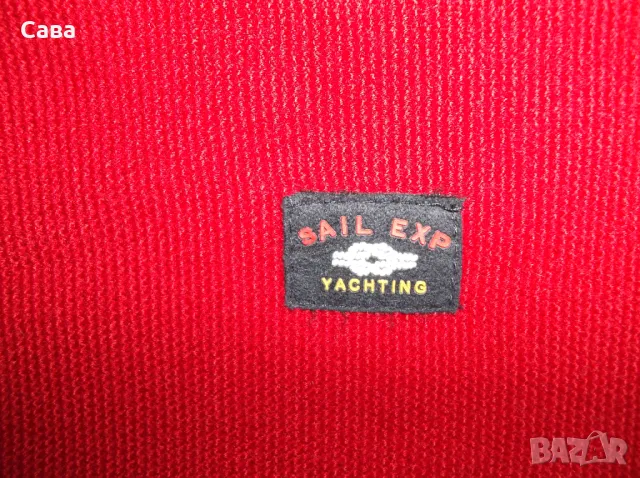 Сава
SAIL EXP
YACHTING
BAZAR